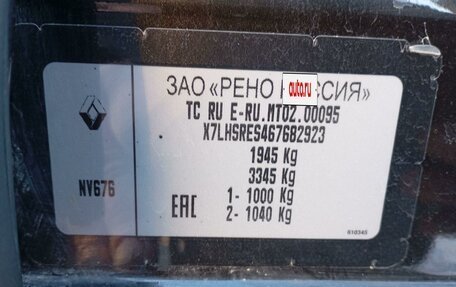 ЗАО «РЕНО РОССИЯ»
auto.ru
TC RU E-RU.MT02.00095
X7LHSRES467682923
1945 Kg
3345 Kg
NV676
EAC
1- 1000 Kg
2- 1040 Kg
810345